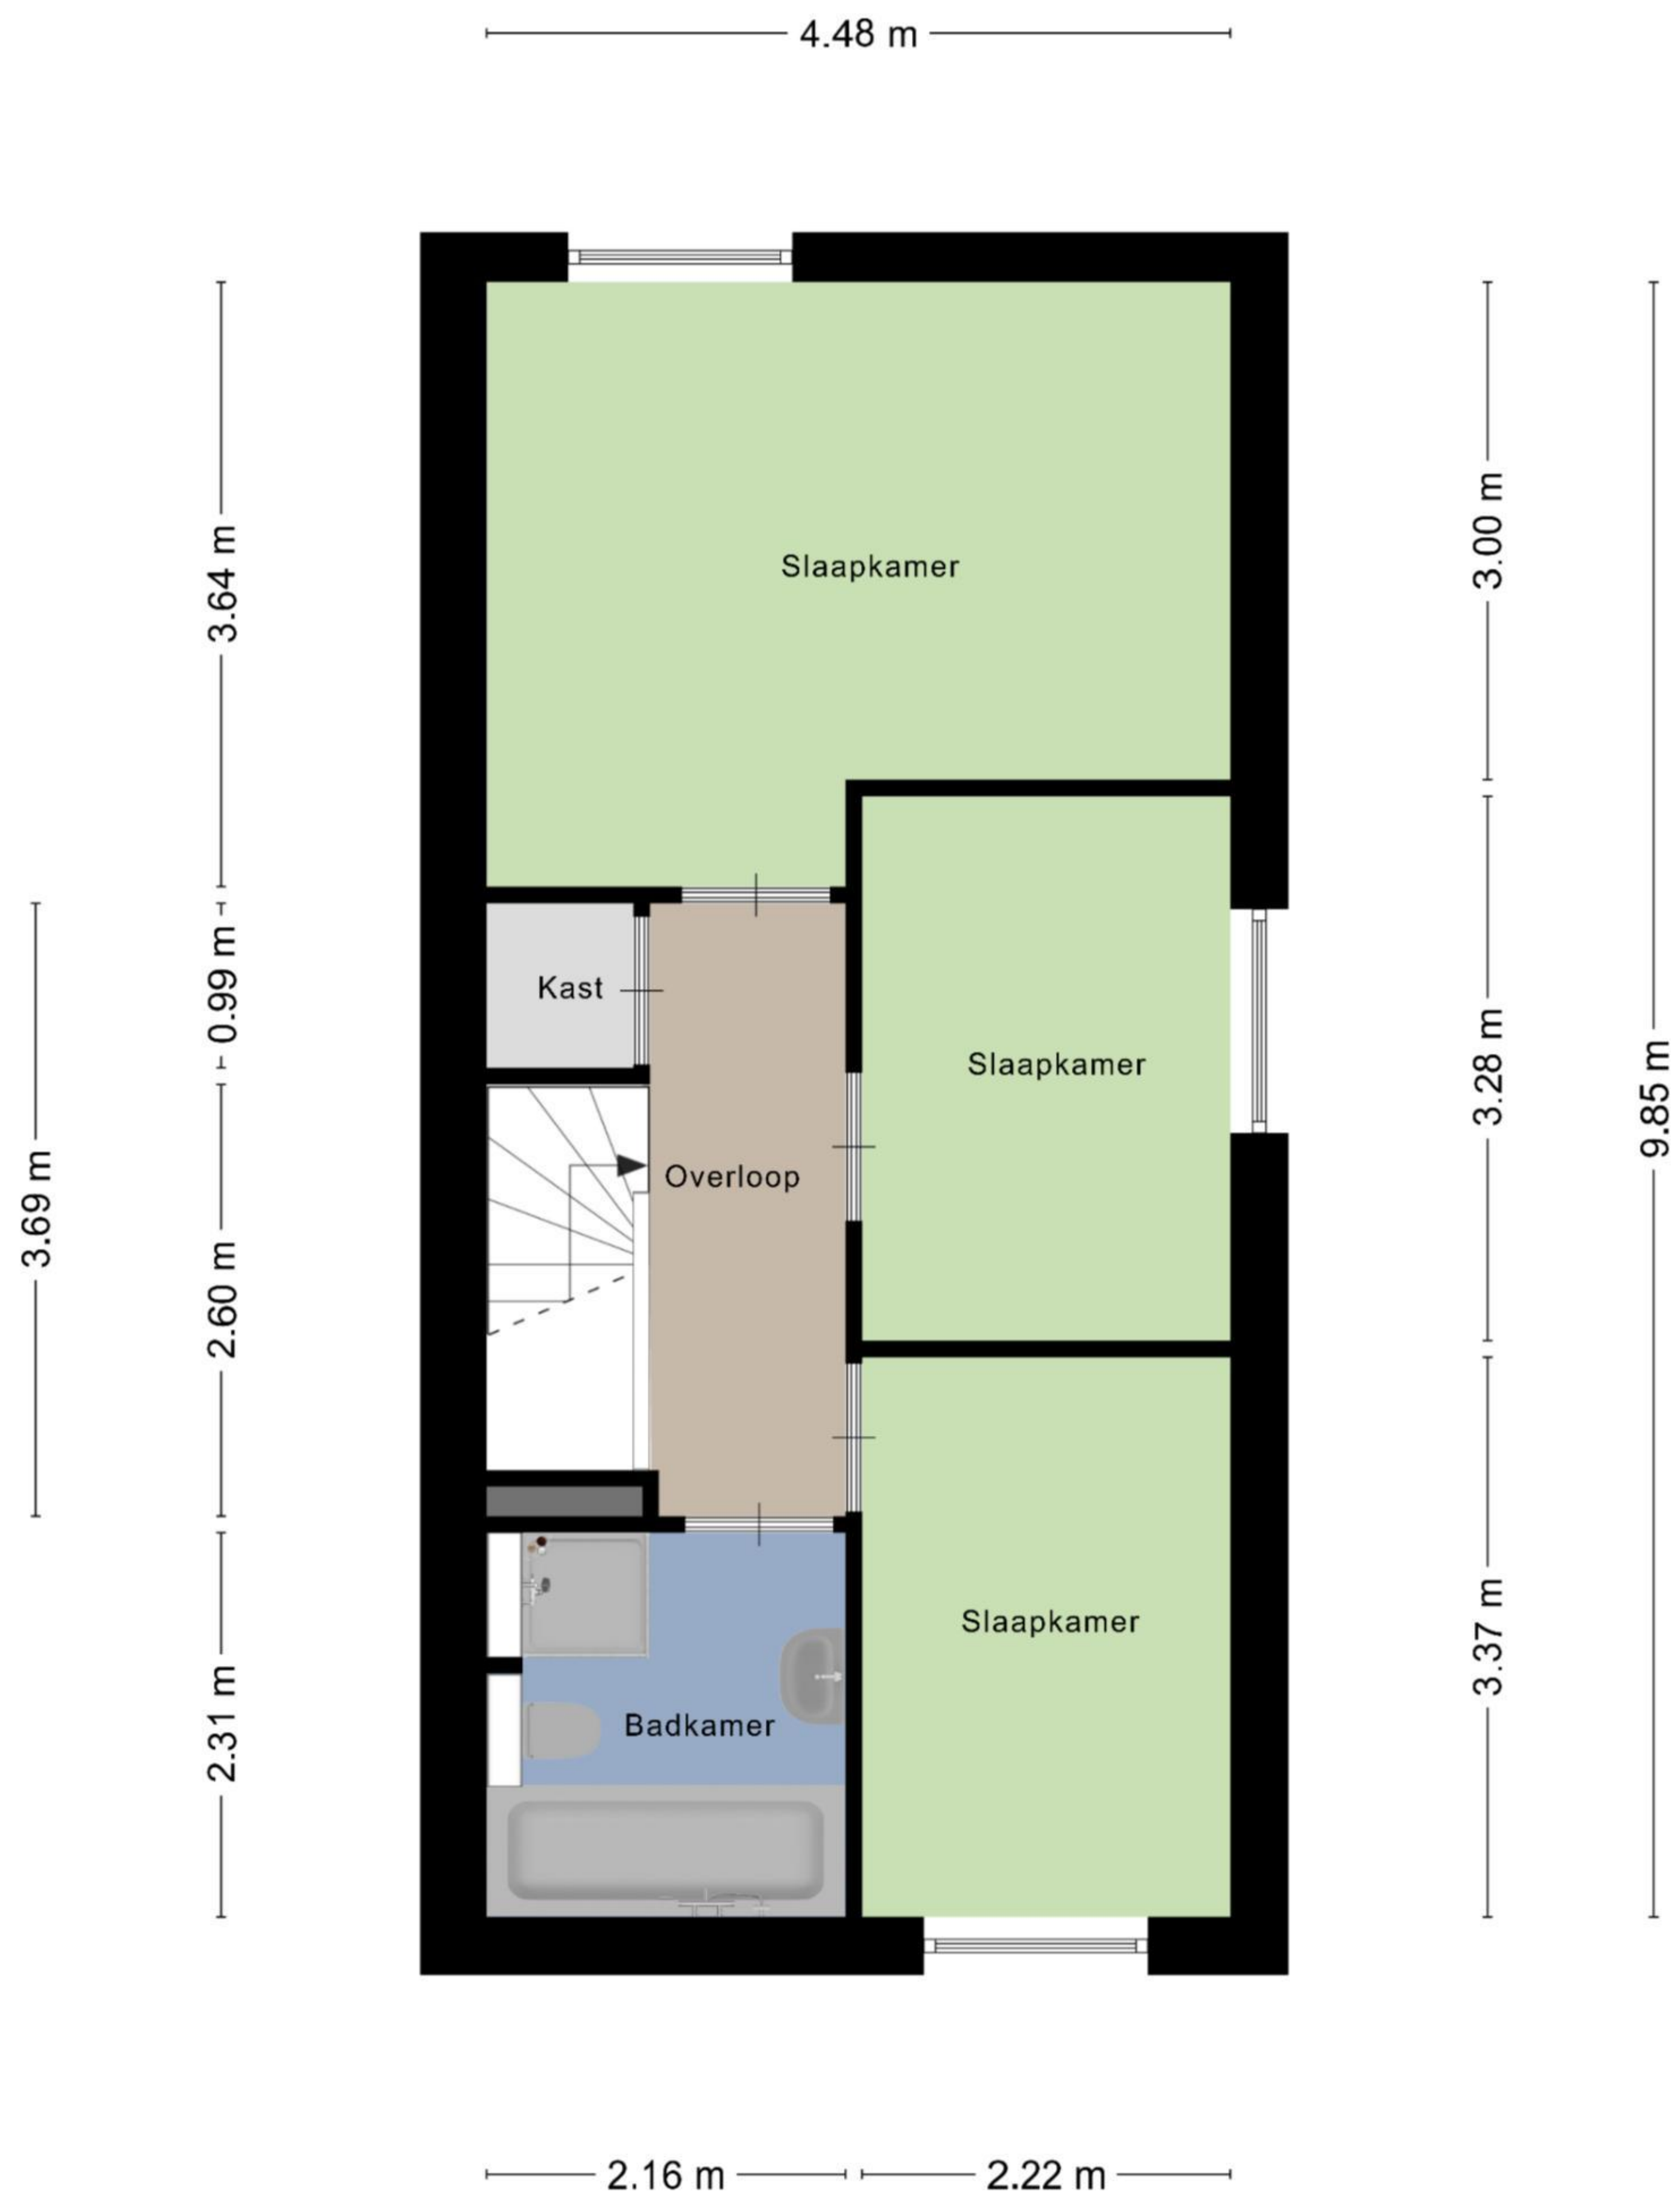 4.48 m
Slaapkamer
3.64 m
3.00 m
Kast
0.99 m
Slaapkamer
3.28 m
9.85 m
Overloop
3.69 m
2.60 m
Slaapkamer
3.37 m
Badkamer
2.31 m
2.16 m
2.22 m